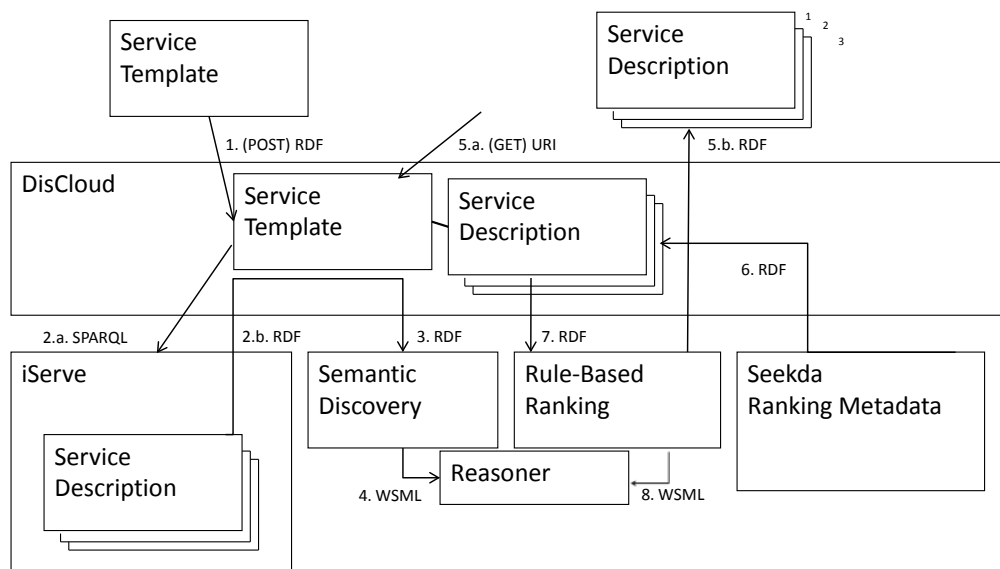 Service
Template
Service
Description
1
2
3
1. (POST) RDF
5.a. (GET) URI
5.b. RDF
DisCloud
Service
Template
Service
Description
6. RDF
2.a. SPARQL
2.b. RDF
3. RDF
7. RDF
iServe
Semantic
Discovery
Rule-Based
Ranking
Seekda
Ranking Metadata
Service
Description
Reasoner
4. WSML
8. WSML